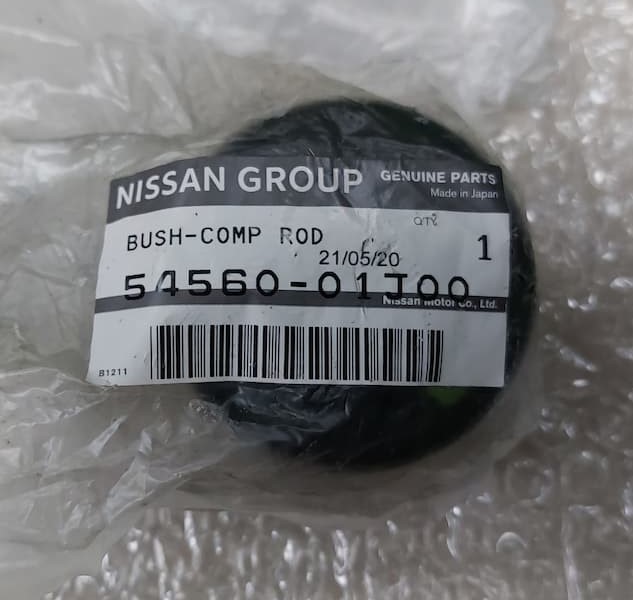 NISSAN GROUP GENUINE PARTS
Made in Japan
BUSH-COMP ROD
Q'TY.
1
21/05/20
54560-01J00
Nissan Motor Co., Ltd.
B1211